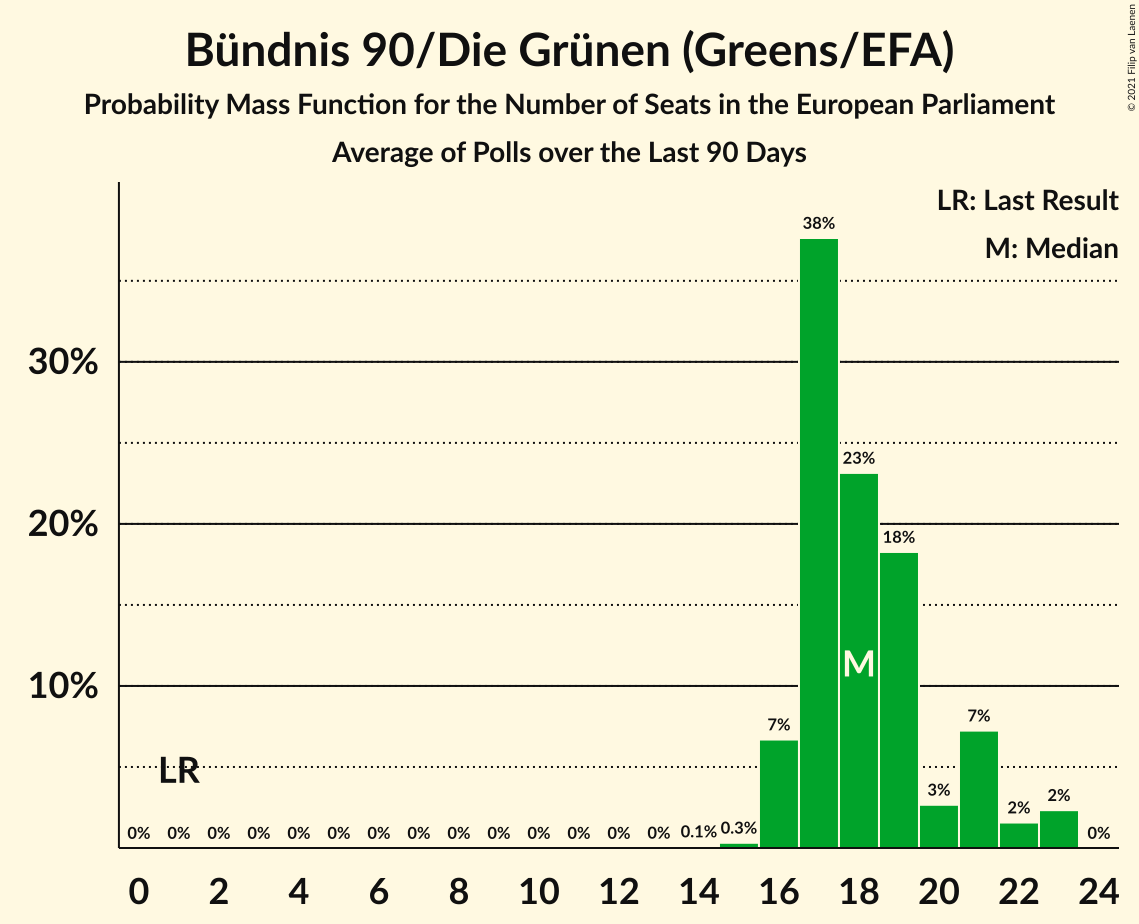 Bündnis 90/Die Grünen (Greens/EFA)
Probability Mass Function for the Number of Seats in the European Parliament
Average of Polls over the Last 90 Days
© 2021 Filip van Laenen
LR: Last Result
M: Median
38%
30%
23%
20%
18%
M
10%
7%
7%
LR
3%
2%
2%
0% 0% 0% 0% 0% 0% 0% 0% 0% 0% 0% 0% 0% 0% 0.1% 0.3% 0%
0 2 4 6 8 10 12 14 16 18 20 22 24